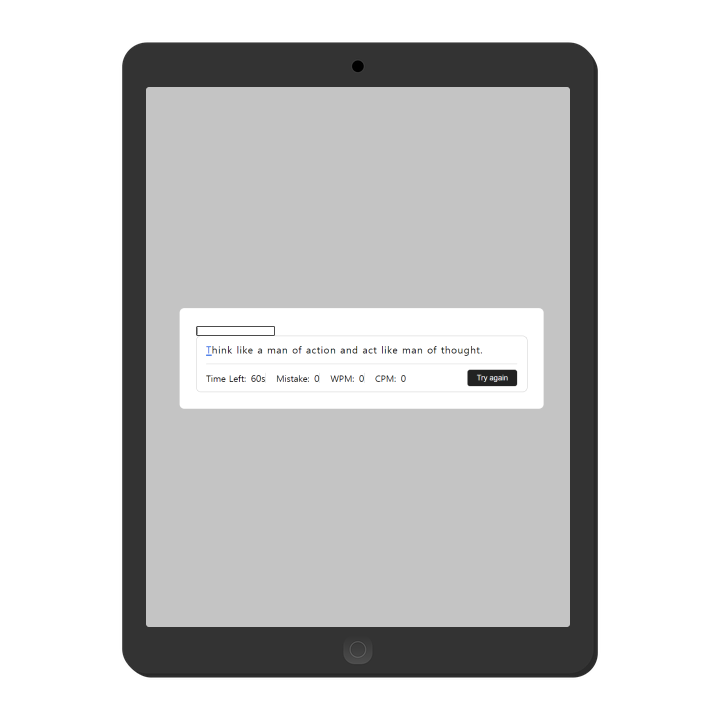 Think like a man of action and act like man of thought.
Time Left: 60s Mistake: 0 WPM: 0 CPM: 0 Try again